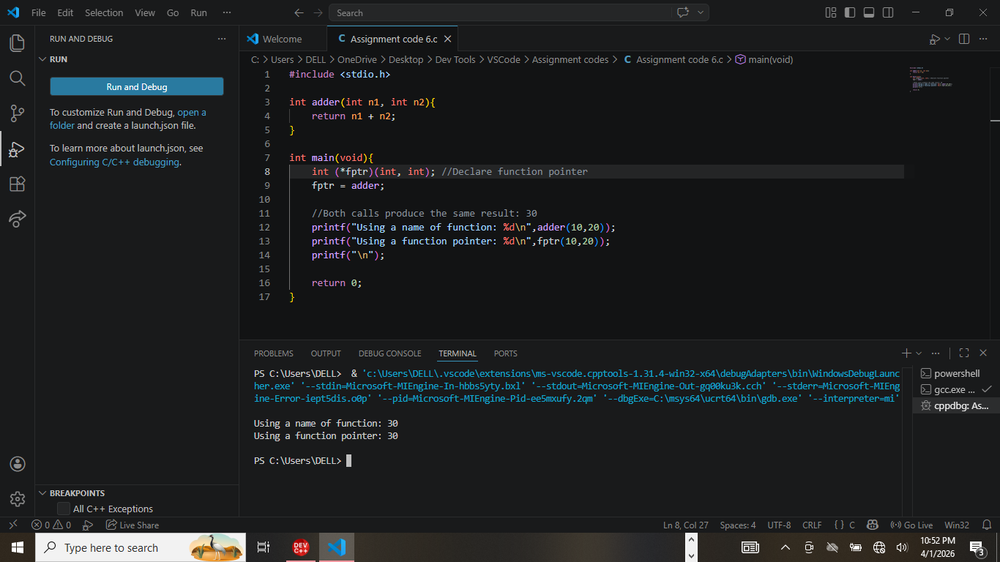 File Edit Selection View Go Run ··· Search
RUN AND DEBUG ···
RUN
Run and Debug
To customize Run and Debug, open a
folder and create a launch.json file.
To learn more about launch.json, see
Configuring C/C++ debugging.
BREAKPOINTS
All C++ Exceptions
Welcome
C Assignment code 6.c
C: > Users > DELL > OneDrive > Desktop > Dev Tools > VSCode > Assignment codes > C Assignment code 6.c > main(void)
1 #include <stdio.h>
2
3 int adder(int n1, int n2){
4 return n1 + n2;
5 }
6
7 int main(void){
8 int (*fptr)(int, int); //Declare function pointer
9 fptr = adder;
10
11 //Both calls produce the same result: 30
12 printf("Using a name of function: %d\n",adder(10,20));
13 printf("Using a function pointer: %d\n",fptr(10,20));
14 printf("\n");
15
16 return 0;
17 }
PROBLEMS OUTPUT DEBUG CONSOLE TERMINAL PORTS
PS C:\Users\DELL> & 'c:\Users\DELL\.vscode\extensions\ms-vscode.cpptools-1.31.4-win32-x64\debugAdapters\bin\WindowsDebugLaunc
her.exe' '--stdin=Microsoft-MIEngine-In-hbbs5yty.bxl' '--stdout=Microsoft-MIEngine-Out-gq00ku3k.cch' '--stderr=Microsoft-MIEng
ine-Error-iept5dis.o0p' '--pid=Microsoft-MIEngine-Pid-ee5mxufy.2qm' '--dbgExe=C:\msys64\ucrt64\bin\gdb.exe' '--interpreter=mi'
Using a name of function: 30
Using a function pointer: 30
PS C:\Users\DELL>
powershell
gcc.exe ...
cppdbg: As...
0 0 Live Share Ln 8, Col 27 Spaces: 4 UTF-8 CRLF {} C Go Live Win32
Type here to search
DEV
C++
10:52 PM
4/1/2026
3